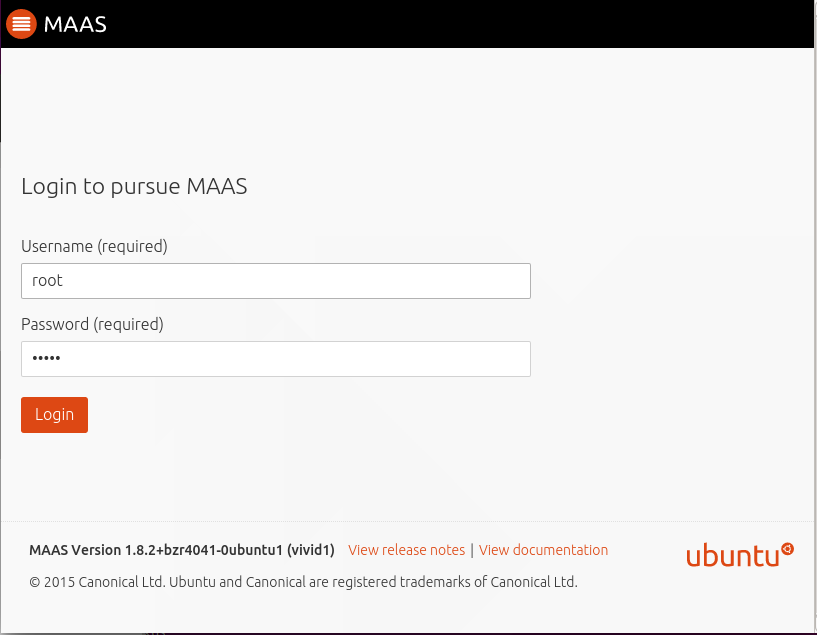 MAAS
Login to pursue MAAS
Username (required)
root
Password (required)
•••••
Login
MAAS Version 1.8.2+bzr4041-0ubuntu1 (vivid1) View release notes | View documentation
ubuntu
© 2015 Canonical Ltd. Ubuntu and Canonical are registered trademarks of Canonical Ltd.